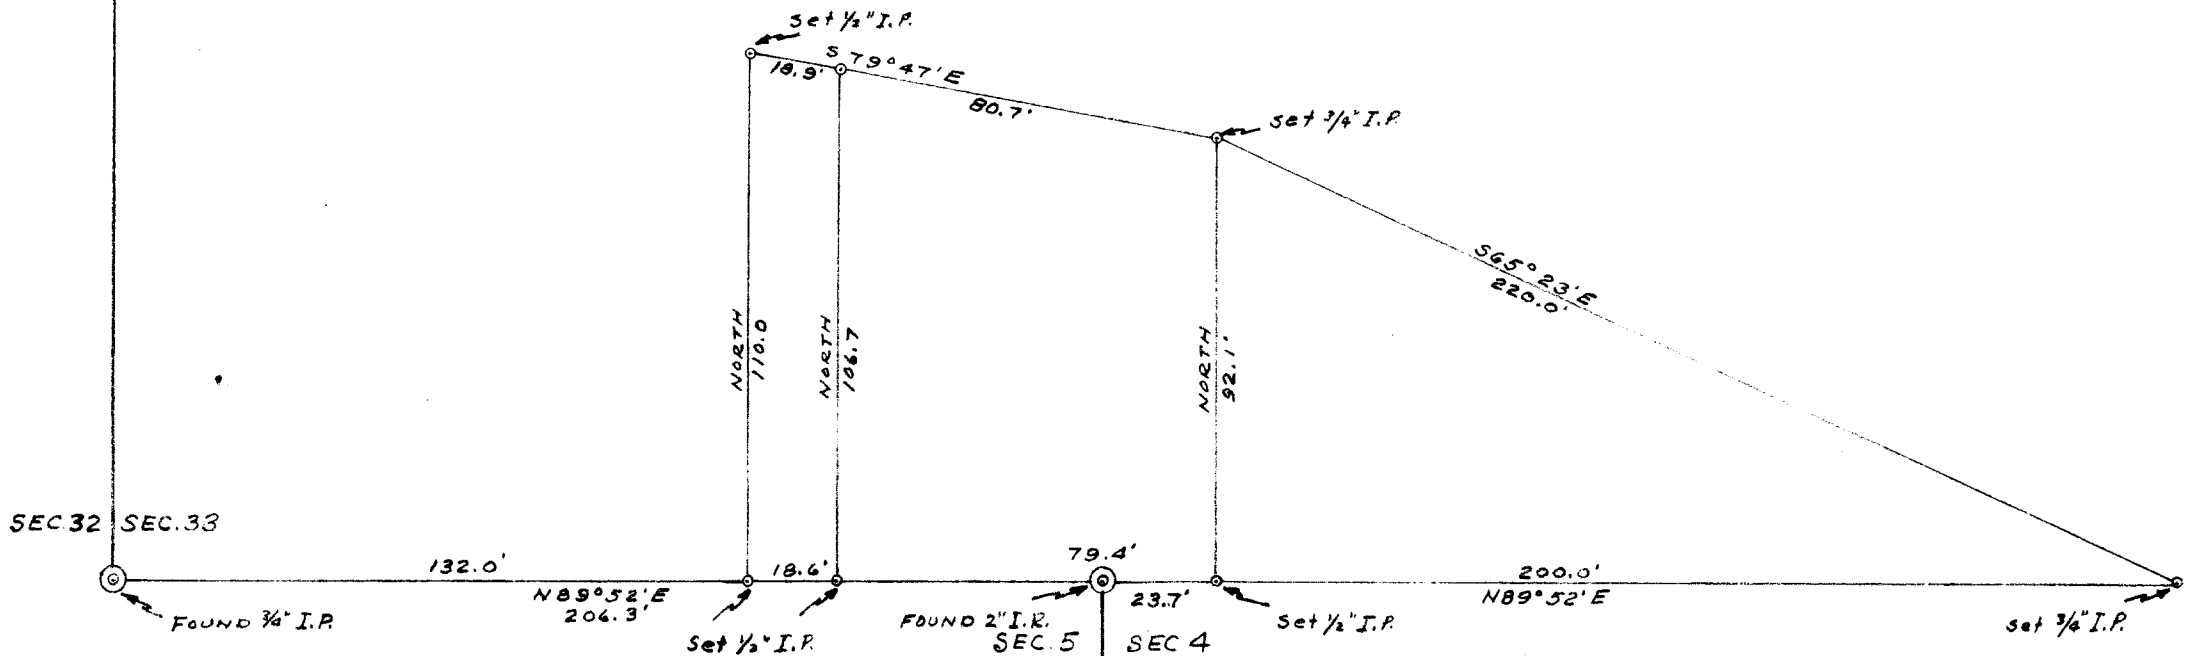 set ½" I.P.
S 79°47'E
18.9'
80.7'
set ¾" I.P.
S65°23'E
220.0'
NORTH
110.0
NORTH
106.7
NORTH
92.1'
SEC.32 SEC.33
132.0'
18.6'
79.4'
200.0'
N89°52'E
206.3'
23.7'
N89°52'E
FOUND ¾" I.P.
Set ½" I.P.
FOUND 2" I.R.
Set ½" I.P.
set ¾" I.P.
SEC.5 SEC 4